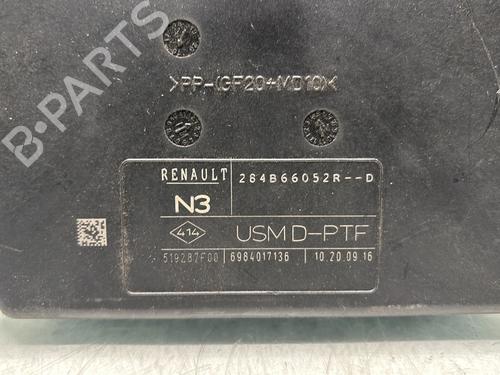 B-PARTS
>PP-(GF20+MD10)<
RENAULT 284B66052R--D
N3
414 USM D-PTF
519287F00 6984017136 10.20.09.16